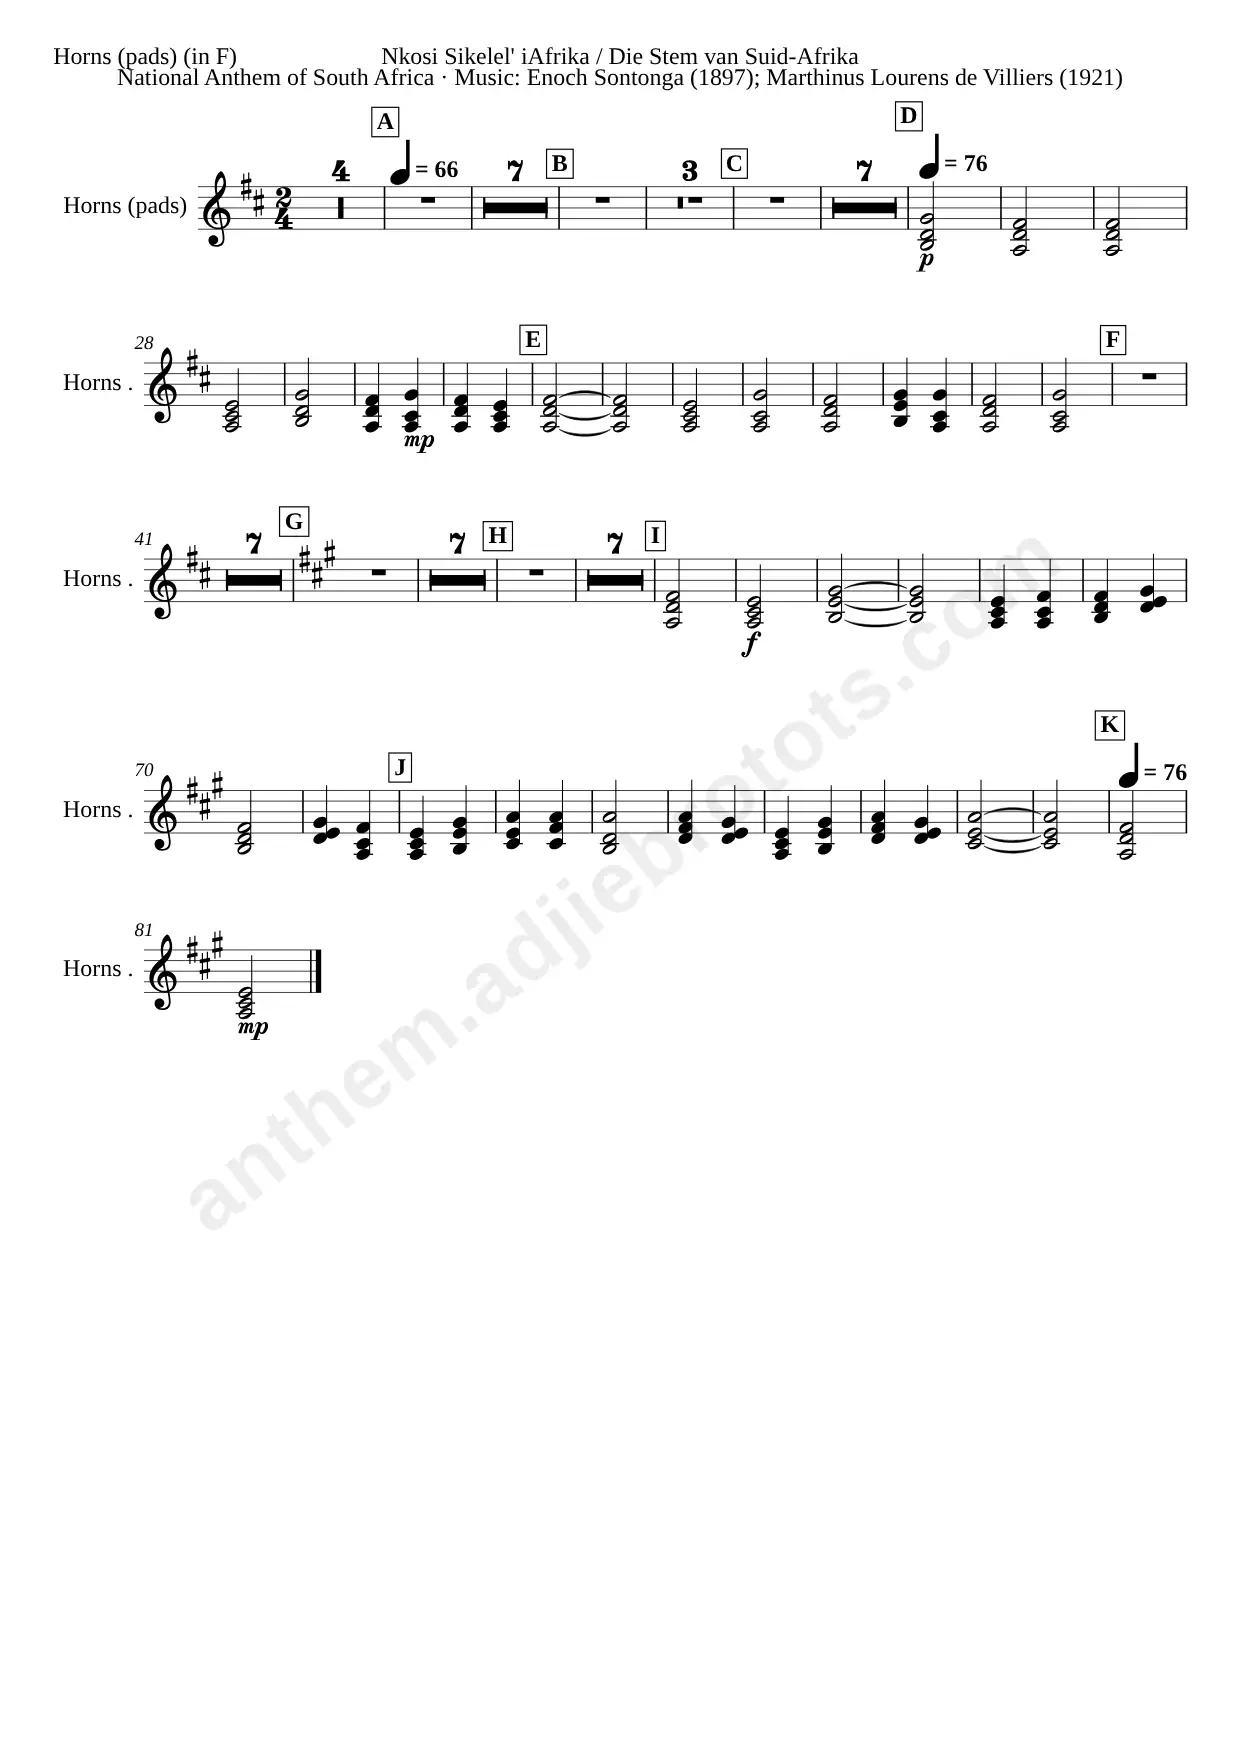 Horns (pads) (in F)
Nkosi Sikelel' iAfrika / Die Stem van Suid-Afrika
National Anthem of South Africa · Music: Enoch Sontonga (1897); Marthinus Lourens de Villiers (1921)
A B C D
4 = 66 7 3 7 = 76
Horns (pads) 2 4
p
28 E F
Horns .
mp
41 7 G 7 H 7 I
Horns .
f
K
70 J = 76
Horns .
81
Horns .
mp
anthem.adjiebrotots.com